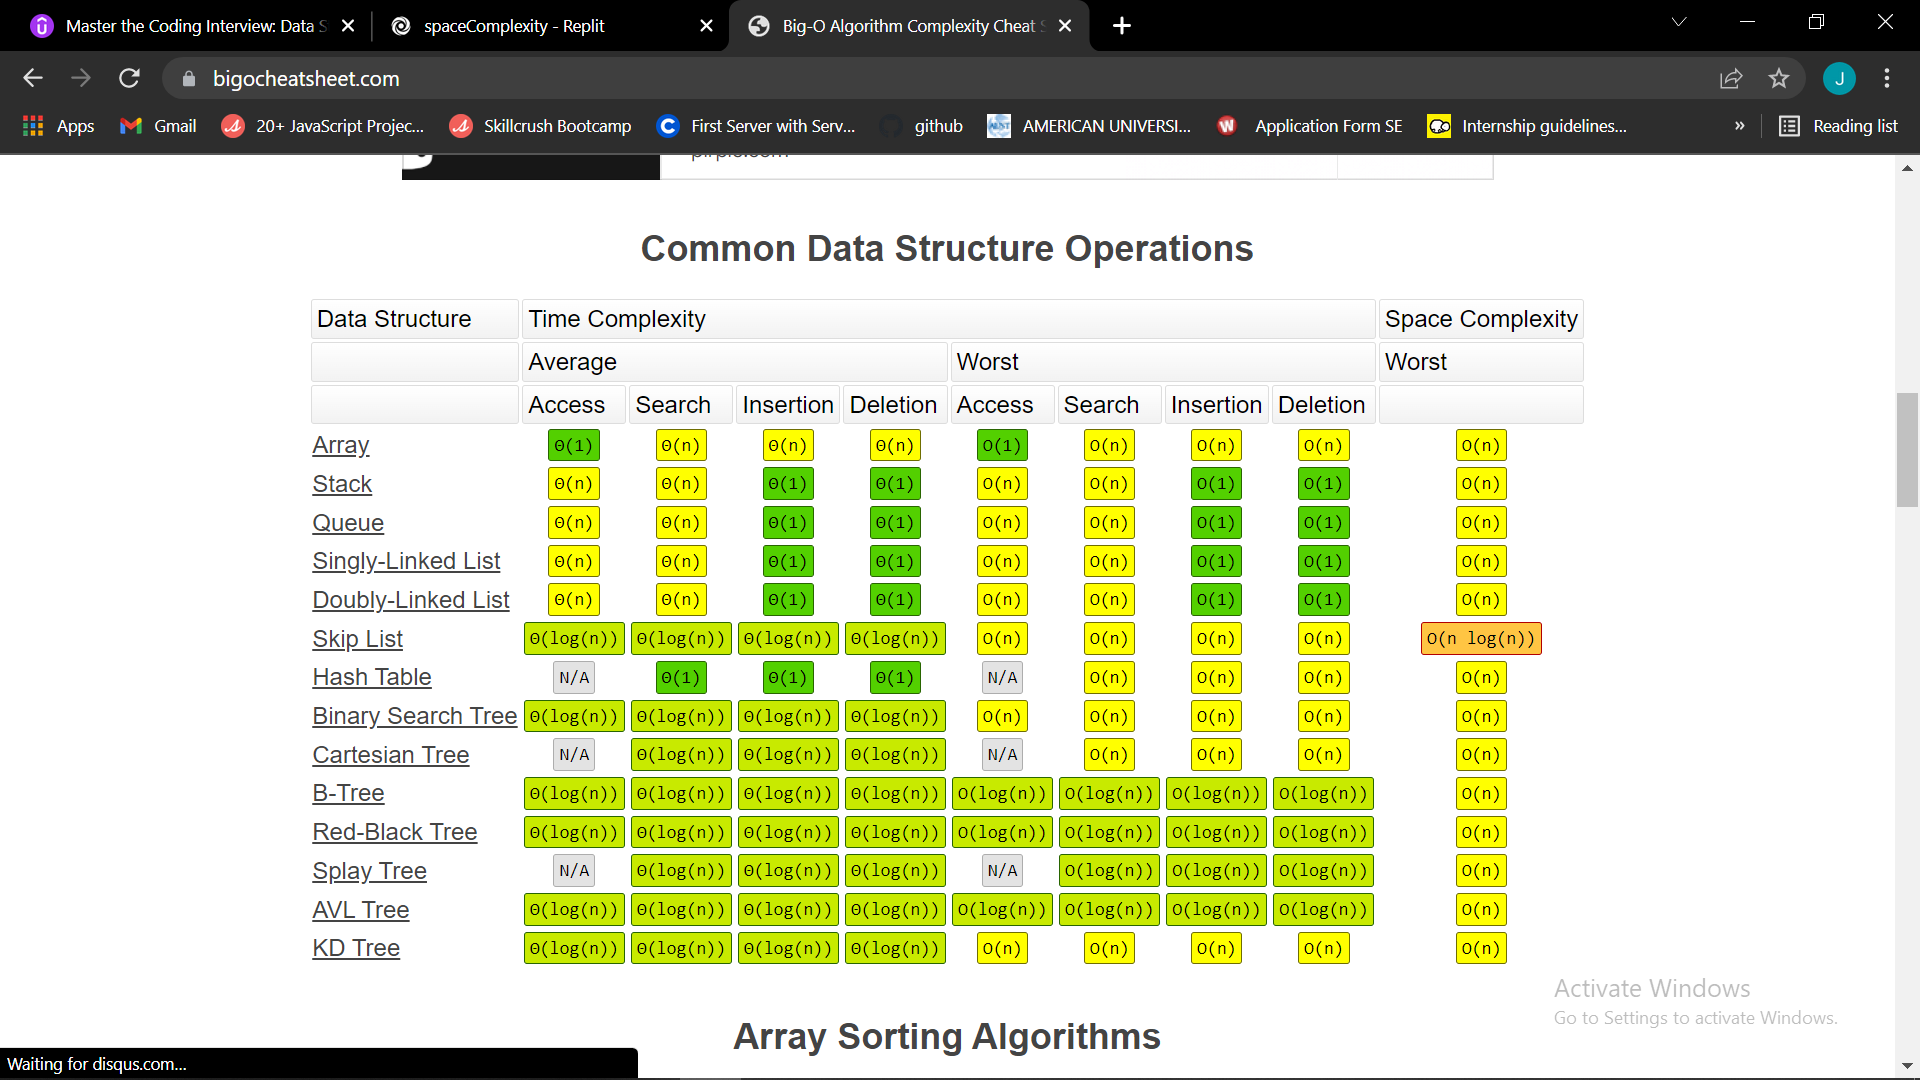 Master the Coding Interview: Data S
spaceComplexity - Replit
Big-O Algorithm Complexity Cheat S
bigocheatsheet.com
J
Apps
Gmail
20+ JavaScript Projec...
Skillcrush Bootcamp
First Server with Serv...
github
AMERICAN UNIVERSI...
Application Form SE
Internship guidelines...
»
Reading list
Common Data Structure Operations
Data Structure Time Complexity Space Complexity
Average Worst Worst
Access Search Insertion Deletion Access Search Insertion Deletion
Array Θ(1) Θ(n) Θ(n) Θ(n) O(1) O(n) O(n) O(n) O(n)
Stack Θ(n) Θ(n) Θ(1) Θ(1) O(n) O(n) O(1) O(1) O(n)
Queue Θ(n) Θ(n) Θ(1) Θ(1) O(n) O(n) O(1) O(1) O(n)
Singly-Linked List Θ(n) Θ(n) Θ(1) Θ(1) O(n) O(n) O(1) O(1) O(n)
Doubly-Linked List Θ(n) Θ(n) Θ(1) Θ(1) O(n) O(n) O(1) O(1) O(n)
Skip List Θ(log(n)) Θ(log(n)) Θ(log(n)) Θ(log(n)) O(n) O(n) O(n) O(n) O(n log(n))
Hash Table N/A Θ(1) Θ(1) Θ(1) N/A O(n) O(n) O(n) O(n)
Binary Search Tree Θ(log(n)) Θ(log(n)) Θ(log(n)) Θ(log(n)) O(n) O(n) O(n) O(n) O(n)
Cartesian Tree N/A Θ(log(n)) Θ(log(n)) Θ(log(n)) N/A O(n) O(n) O(n) O(n)
B-Tree Θ(log(n)) Θ(log(n)) Θ(log(n)) Θ(log(n)) O(log(n)) O(log(n)) O(log(n)) O(log(n)) O(n)
Red-Black Tree Θ(log(n)) Θ(log(n)) Θ(log(n)) Θ(log(n)) O(log(n)) O(log(n)) O(log(n)) O(log(n)) O(n)
Splay Tree N/A Θ(log(n)) Θ(log(n)) Θ(log(n)) N/A O(log(n)) O(log(n)) O(log(n)) O(n)
AVL Tree Θ(log(n)) Θ(log(n)) Θ(log(n)) Θ(log(n)) O(log(n)) O(log(n)) O(log(n)) O(log(n)) O(n)
KD Tree Θ(log(n)) Θ(log(n)) Θ(log(n)) Θ(log(n)) O(n) O(n) O(n) O(n) O(n)
Activate Windows
Go to Settings to activate Windows.
Array Sorting Algorithms
Waiting for disqus.com...